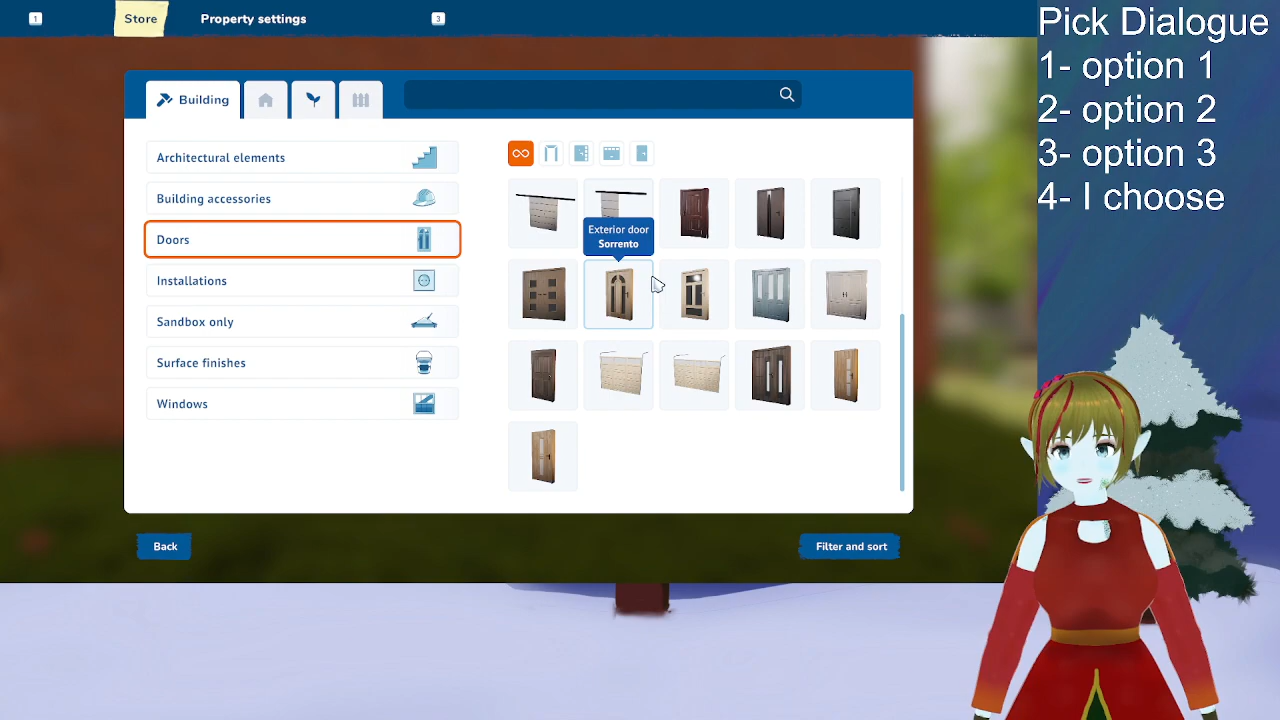 1
Store
Property settings
3
Building
Architectural elements
Building accessories
Doors
Installations
Sandbox only
Surface finishes
Windows
Exterior door
Sorrento
Back
Filter and sort
Pick Dialogue
1- option 1
2- option 2
3- option 3
4- I choose